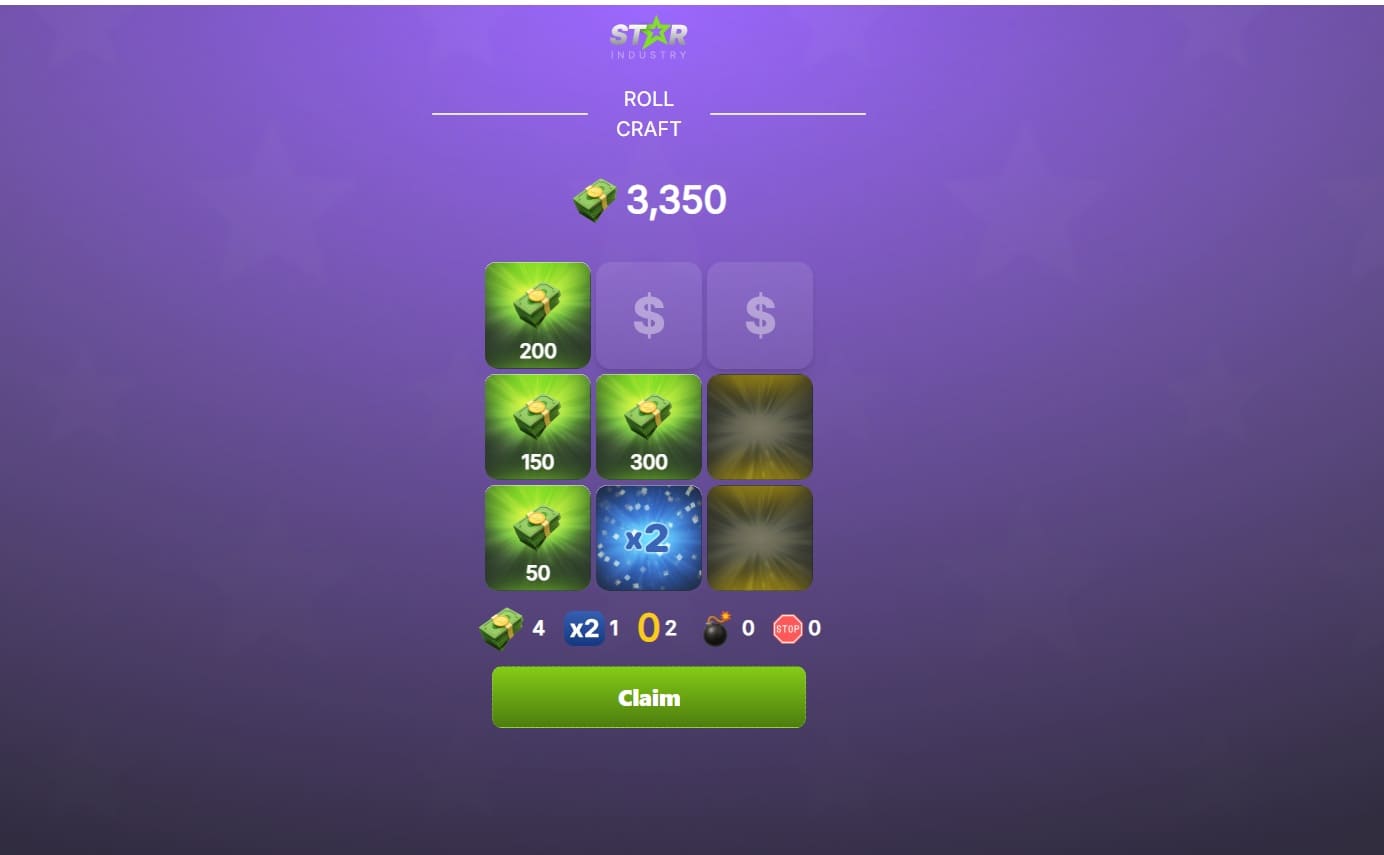 STAR
INDUSTRY
ROLL
CRAFT
3,350
200 $ $
150 300
50 x2
4 x2 1 0 2 0 STOP 0
Claim